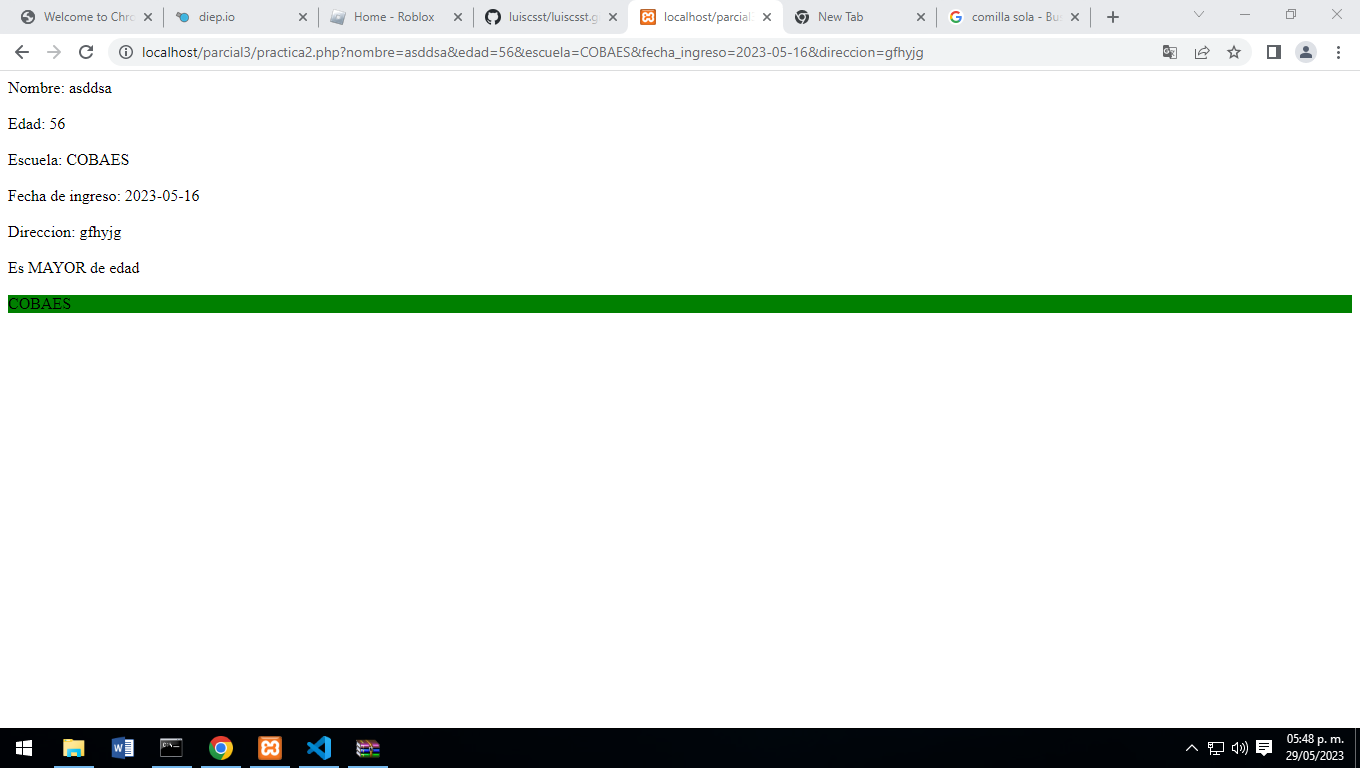 Welcome to Chro
diep.io
Home - Roblox
luiscsst/luiscsst.g
localhost/parcial3
New Tab
comilla sola - Bus
localhost/parcial3/practica2.php?nombre=asddsa&edad=56&escuela=COBAES&fecha_ingreso=2023-05-16&direccion=gfhyjg
Nombre: asddsa
Edad: 56
Escuela: COBAES
Fecha de ingreso: 2023-05-16
Direccion: gfhyjg
Es MAYOR de edad
COBAES
05:48 p. m.
29/05/2023